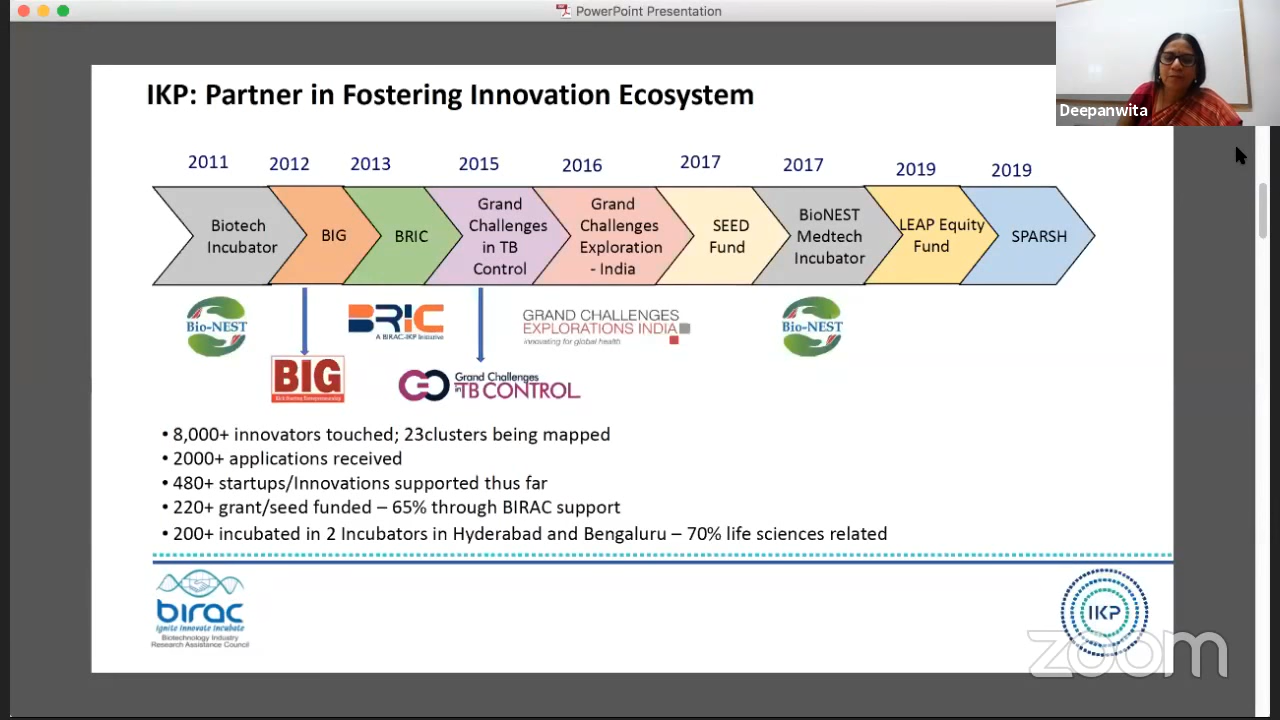 PowerPoint Presentation
Deepanwita
IKP: Partner in Fostering Innovation Ecosystem
2011 2012 2013 2015 2016 2017 2017 2019 2019
Biotech
Incubator
BIG
BRIC
Grand
Challenges
in TB
Control
Grand
Challenges
Exploration
- India
SEED
Fund
BioNEST
Medtech
Incubator
LEAP Equity
Fund
SPARSH
Bio-NEST
BRIC
A BIRAC-IKP Initiative
GRAND CHALLENGES
EXPLORATIONS INDIA
innovating for global health
Bio-NEST
BIG
Grand Challenges
in TB CONTROL
• 8,000+ innovators touched; 23clusters being mapped
• 2000+ applications received
• 480+ startups/Innovations supported thus far
• 220+ grant/seed funded – 65% through BIRAC support
• 200+ incubated in 2 Incubators in Hyderabad and Bengaluru – 70% life sciences related
birac
ignite Innovate Incubate
Biotechnology Industry
Research Assistance Council
IKP
zoom